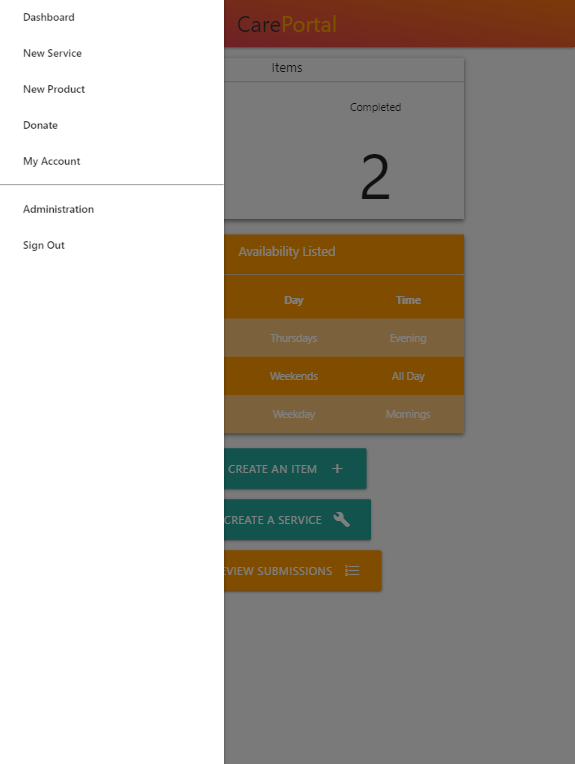 Dashboard
New Service
New Product
Donate
My Account
Administration
Sign Out
CarePortal
Items
Completed
2
Availability Listed
Day Time
Thursdays Evening
Weekends All Day
Weekday Mornings
CREATE AN ITEM
CREATE A SERVICE
EVIEW SUBMISSIONS